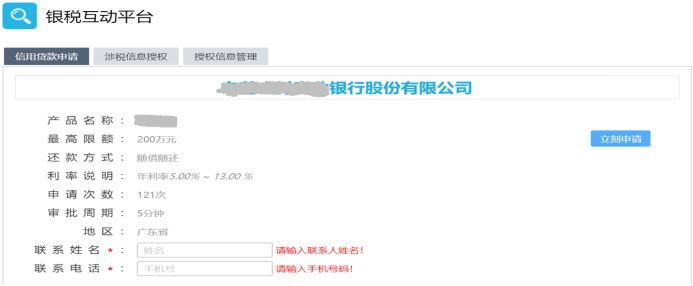 银税互动平台
信用贷款申请 涉税信息授权 授权信息管理
银行股份有限公司
产品名称：
最高限额：200万元 立刻申请
还款方式：随借随还
利率说明：年利率5.00% ~ 13.00 %
申请次数：121次
审批周期：5分钟
地区：广东省
联系姓名 *：姓名 请输入联系人姓名!
联系电话 *：手机号 请输入手机号码!